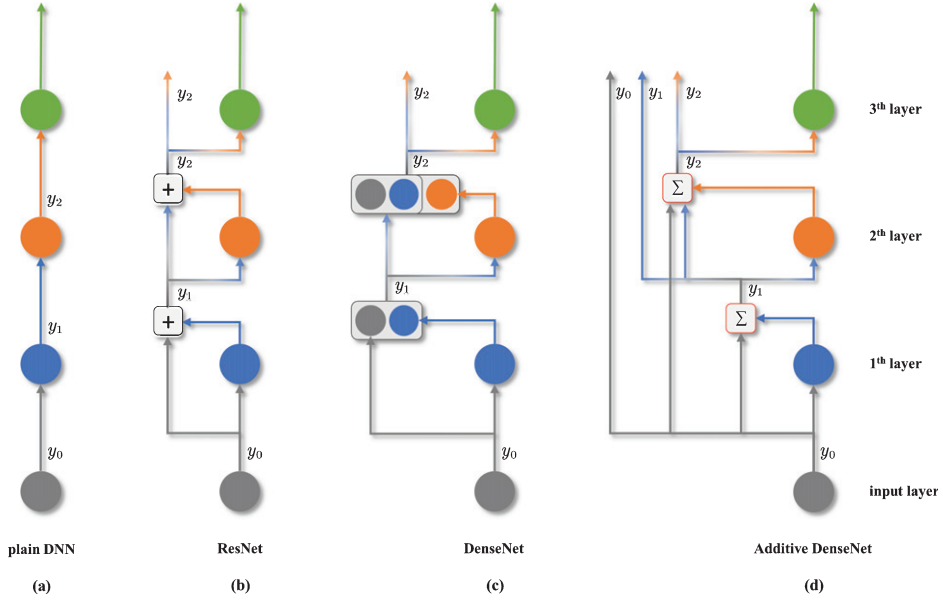 y₀ y₁ y₂
y₂ y₂
3ᵗʰ layer
y₂ y₂ y₂
y₂
2ᵗʰ layer
y₁ y₁ y₁
y₁
1ᵗʰ layer
y₀ y₀ y₀ y₀
input layer
plain DNN ResNet DenseNet Additive DenseNet
(a) (b) (c) (d)
+
+
Σ
Σ